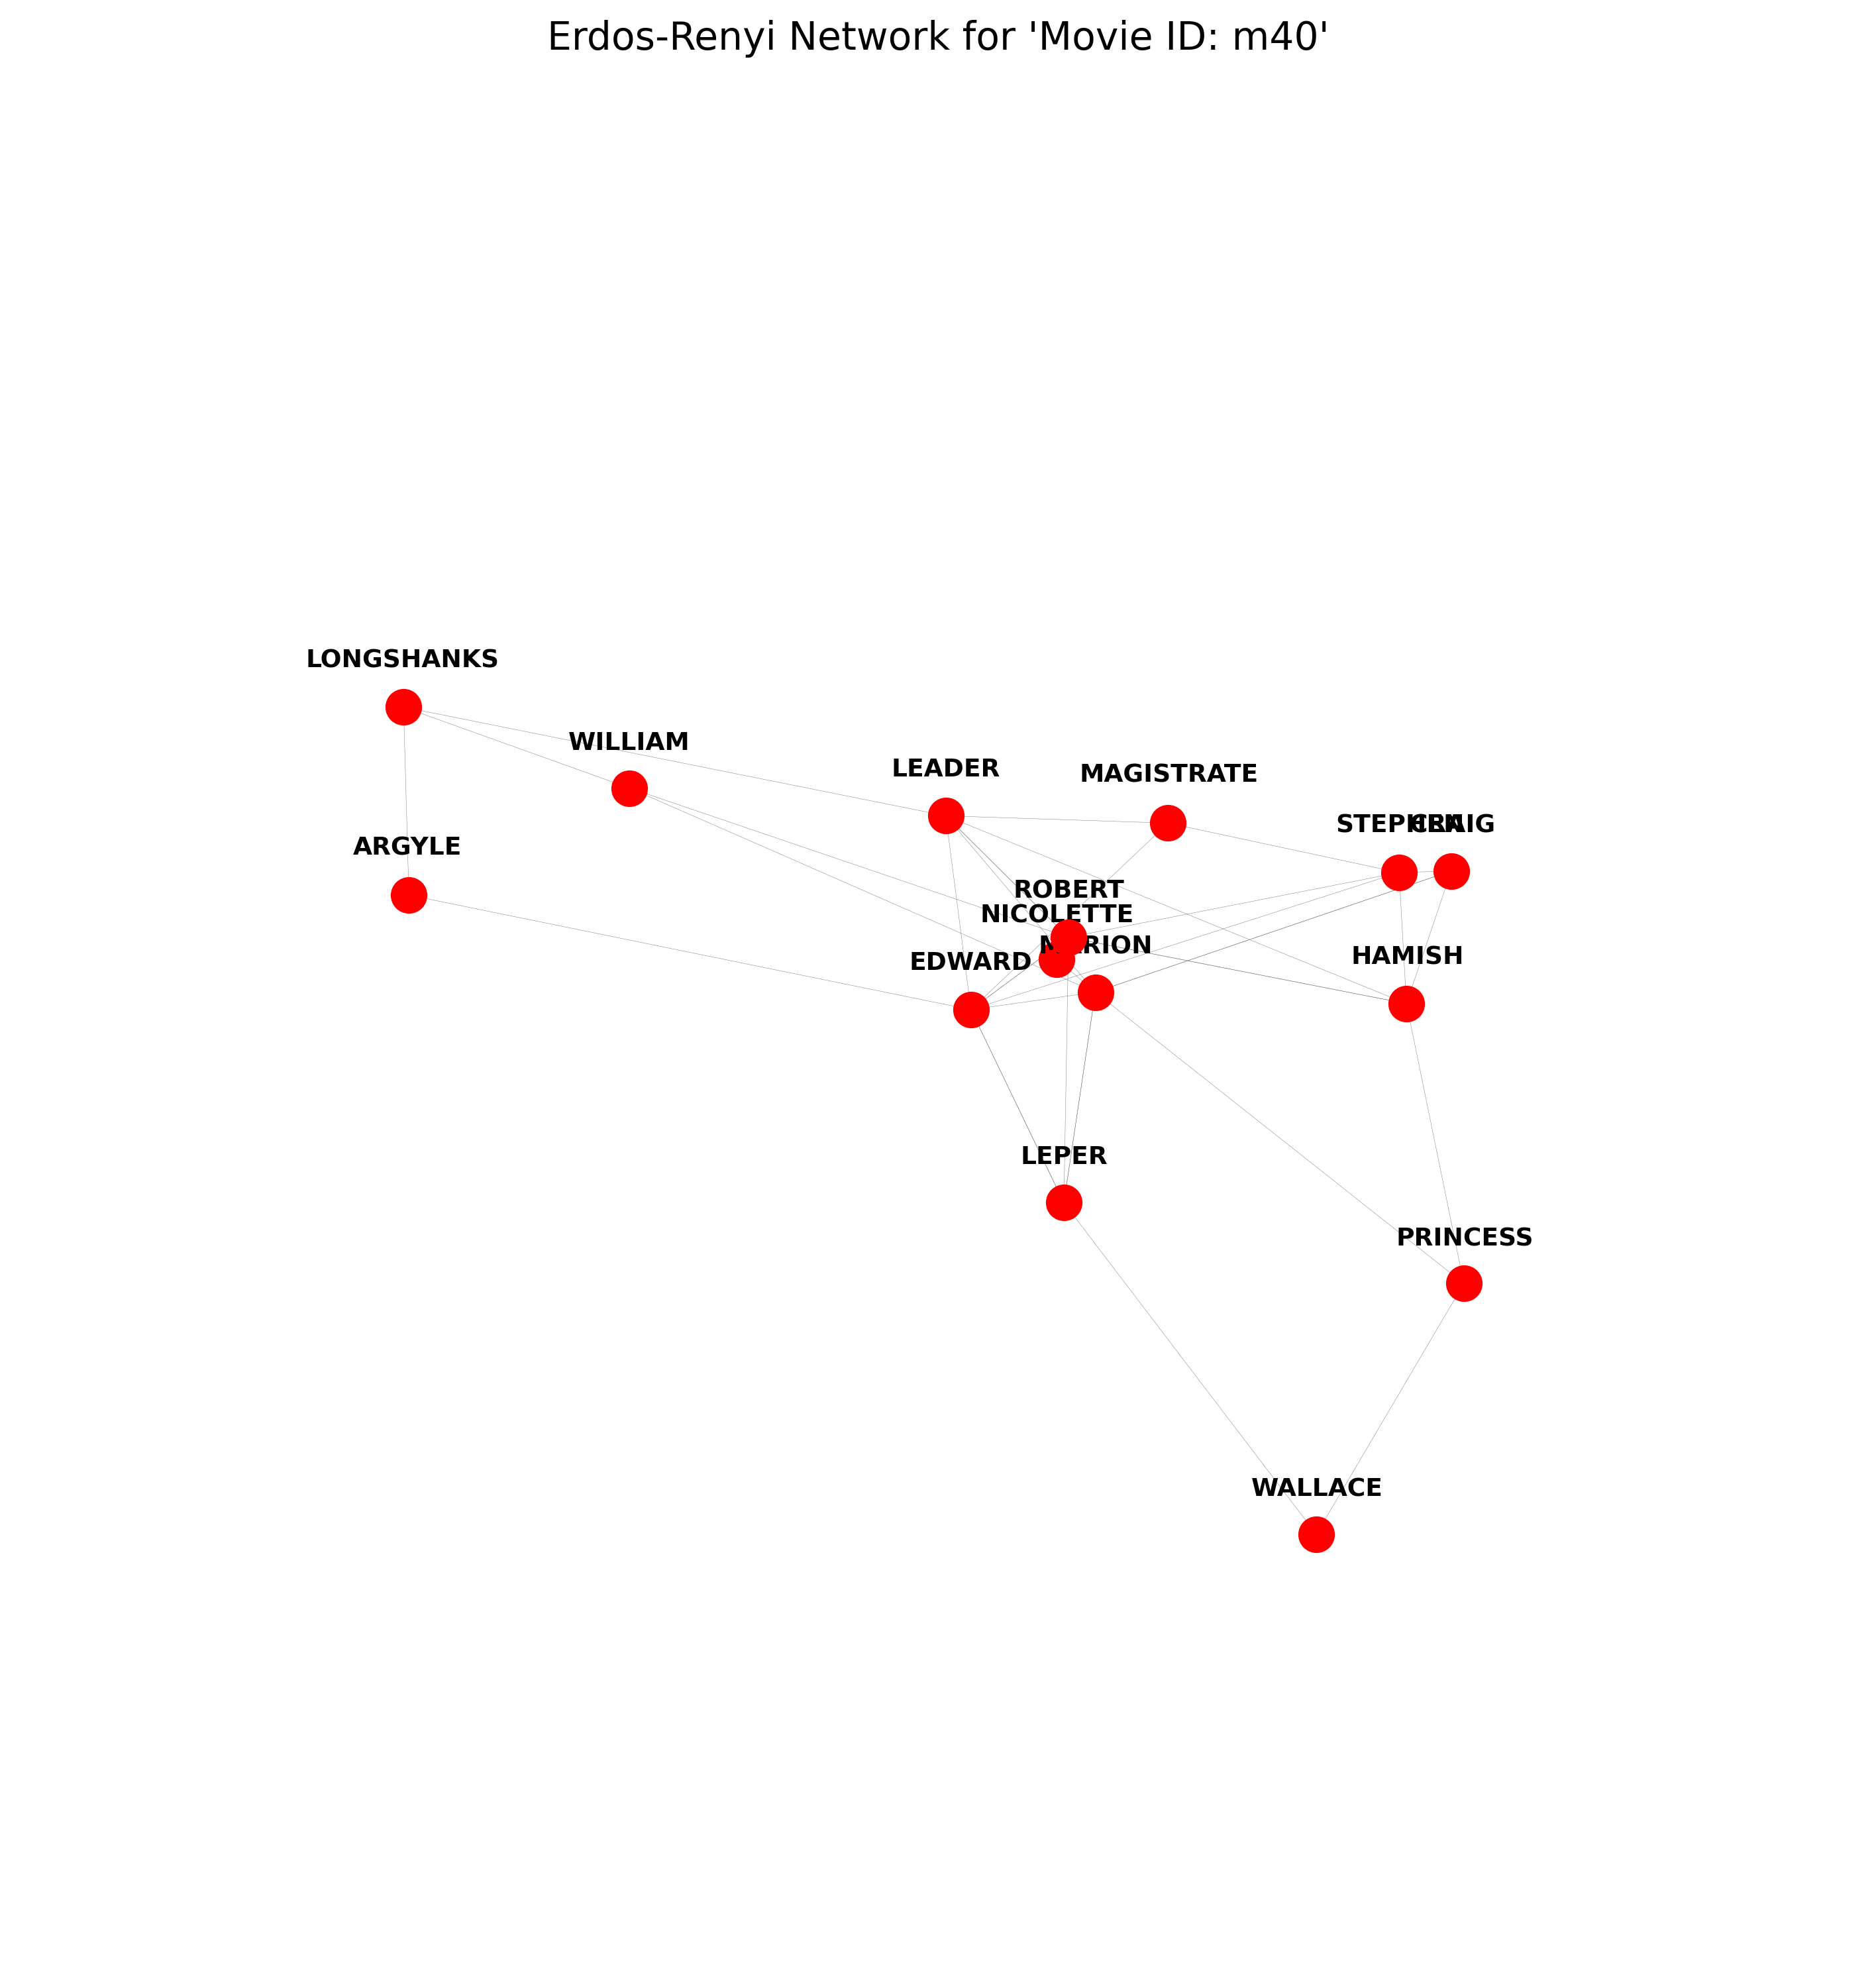 Erdos-Renyi Network for 'Movie ID: m40'
LONGSHANKS
WILLIAM
LEADER
MAGISTRATE
STEPHEN
CRAIG
ARGYLE
ROBERT
NICOLETTE
MARION
EDWARD
HAMISH
LEPER
PRINCESS
WALLACE